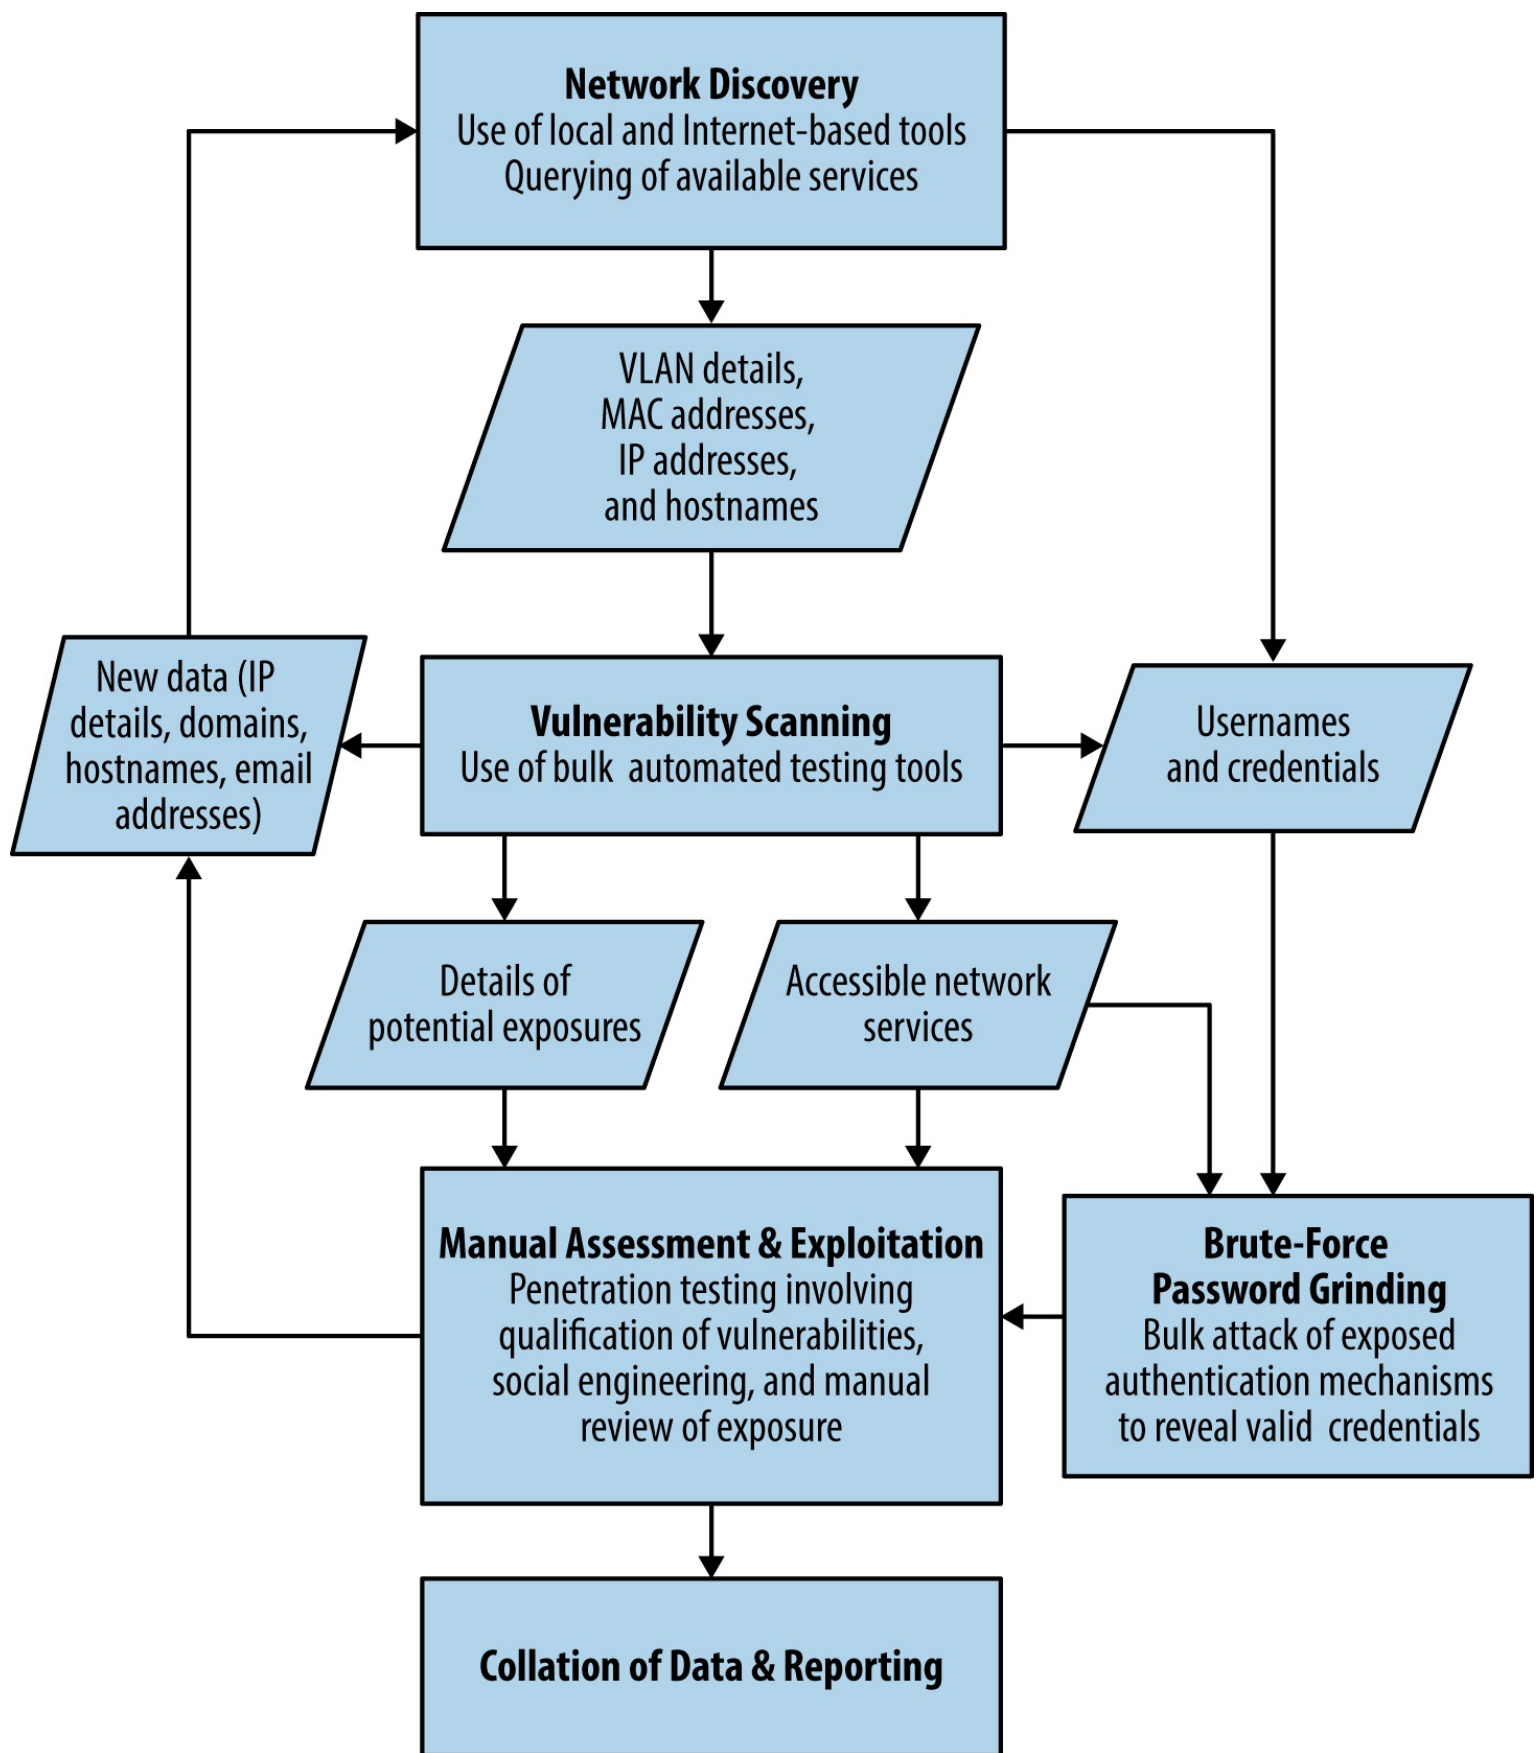 Network Discovery
Use of local and Internet-based tools
Querying of available services
VLAN details,
MAC addresses,
IP addresses,
and hostnames
New data (IP
details, domains,
hostnames, email
addresses)
Vulnerability Scanning
Use of bulk automated testing tools
Usernames
and credentials
Details of
potential exposures
Accessible network
services
Manual Assessment & Exploitation
Penetration testing involving
qualification of vulnerabilities,
social engineering, and manual
review of exposure
Brute-Force
Password Grinding
Bulk attack of exposed
authentication mechanisms
to reveal valid credentials
Collation of Data & Reporting